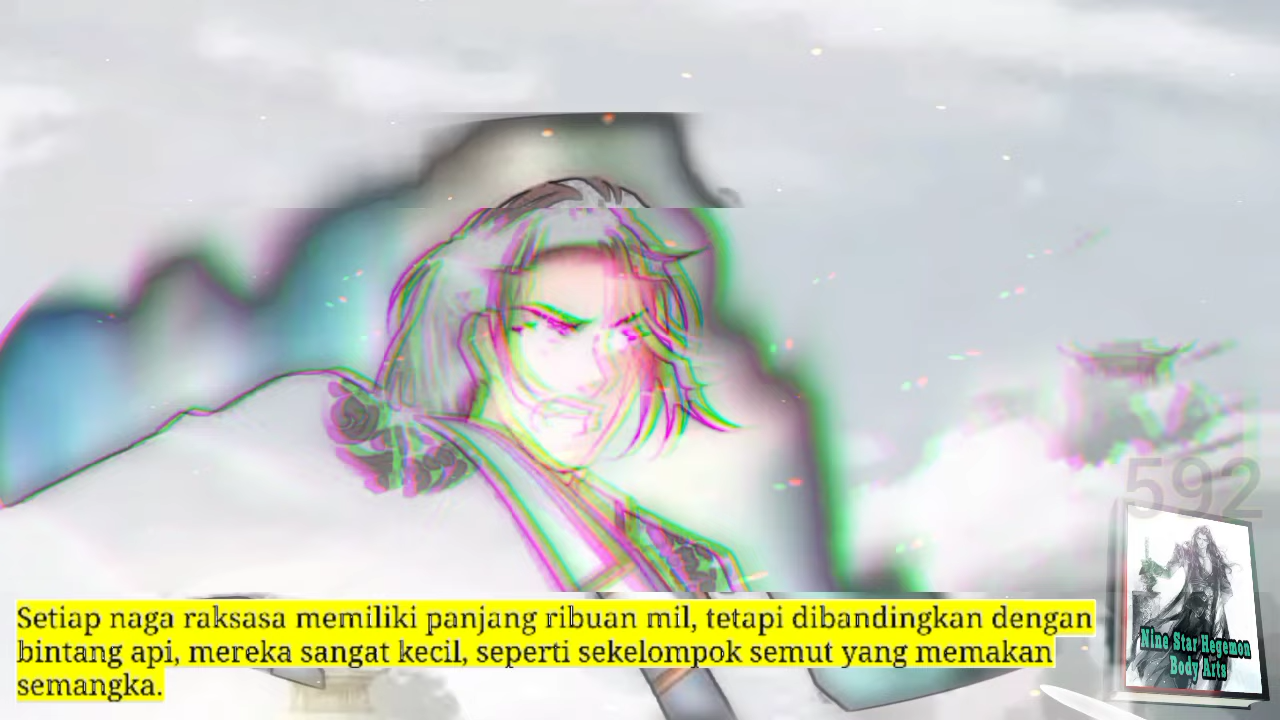 592
Nine Star Hegemon
Body Arts
Setiap naga raksasa memiliki panjang ribuan mil, tetapi dibandingkan dengan
bintang api, mereka sangat kecil, seperti sekelompok semut yang memakan
semangka.